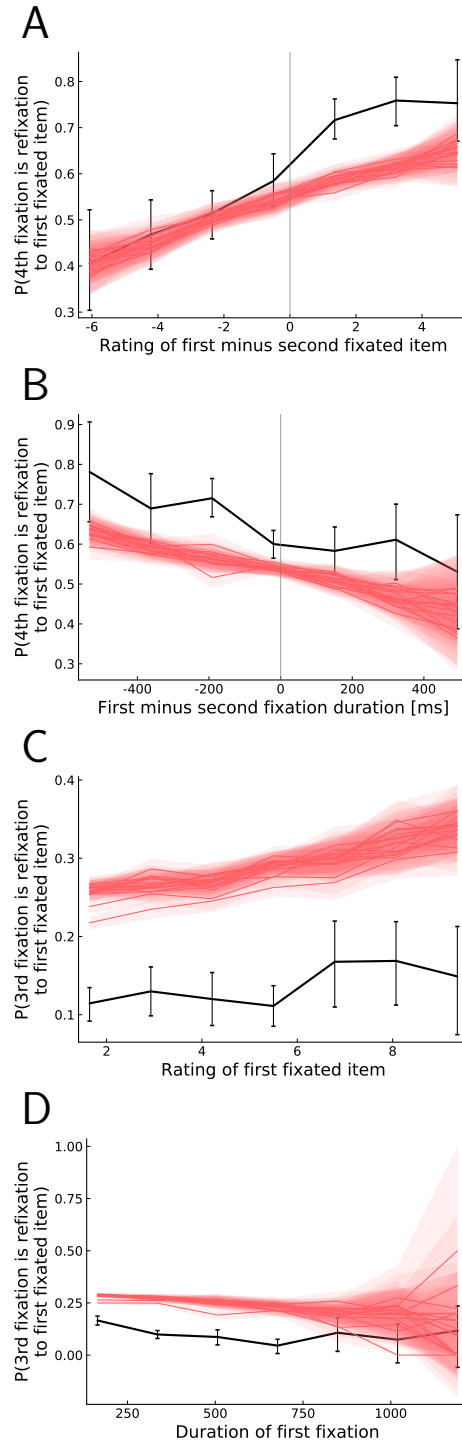 A
P(4th fixation is refixation
to first fixated item)
0.8
0.7
0.6
0.5
0.4
0.3
-6 -4 -2 0 2 4
Rating of first minus second fixated item
B
P(4th fixation is refixation
to first fixated item)
0.9
0.8
0.7
0.6
0.5
0.4
0.3
-400 -200 0 200 400
First minus second fixation duration [ms]
C
P(3rd fixation is refixation
to first fixated item)
0.4
0.3
0.2
0.1
2 4 6 8
Rating of first fixated item
D
P(3rd fixation is refixation
to first fixated item)
1.00
0.75
0.50
0.25
0.00
250 500 750 1000
Duration of first fixation